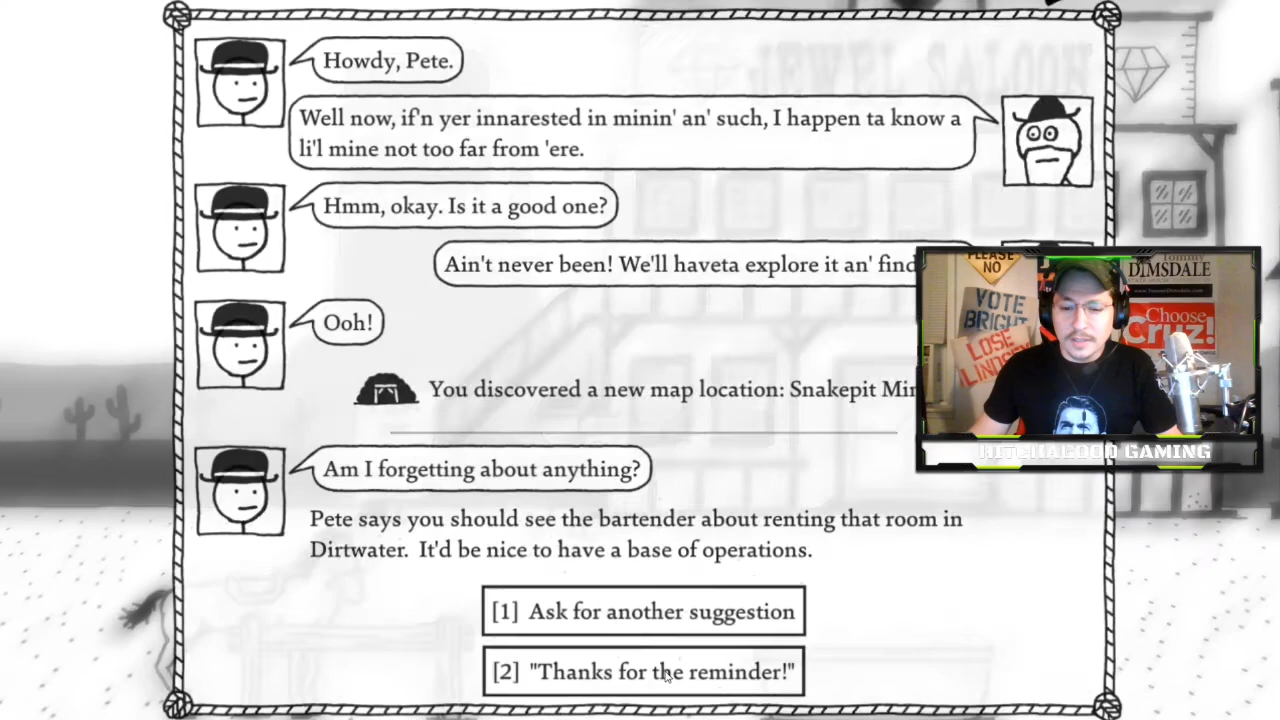 JEWEL SALOON
Howdy, Pete.
Well now, if'n yer innarested in minin' an' such, I happen ta know a
li'l mine not too far from 'ere.
Hmm, okay. Is it a good one?
Ain't never been! We'll haveta explore it an' find
Ooh!
You discovered a new map location: Snakepit Min
Am I forgetting about anything?
Pete says you should see the bartender about renting that room in
Dirtwater. It'd be nice to have a base of operations.
[1] Ask for another suggestion
[2] "Thanks for the reminder!"
PLEASE
NO
VOTE
BRIGHT
LOSE
LINDSEY
Tommy
DIMSDALE
Choose
Cruz!
HITCHAGOOD GAMING